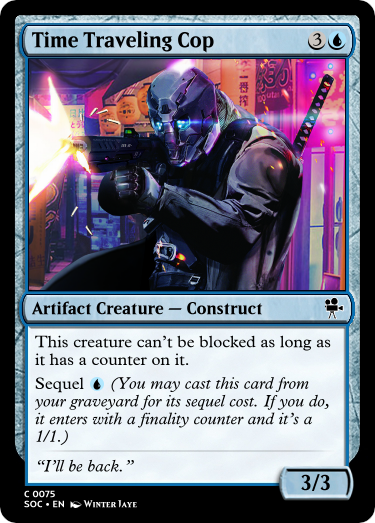 Time Traveling Cop 3
Artifact Creature — Construct
This creature can't be blocked as long as
it has a counter on it.
Sequel (You may cast this card from
your graveyard for its sequel cost. If you do,
it enters with a finality counter and it's a
1/1.)
"I'll be back."
3/3
C 0075
SOC • EN Winter Jaye